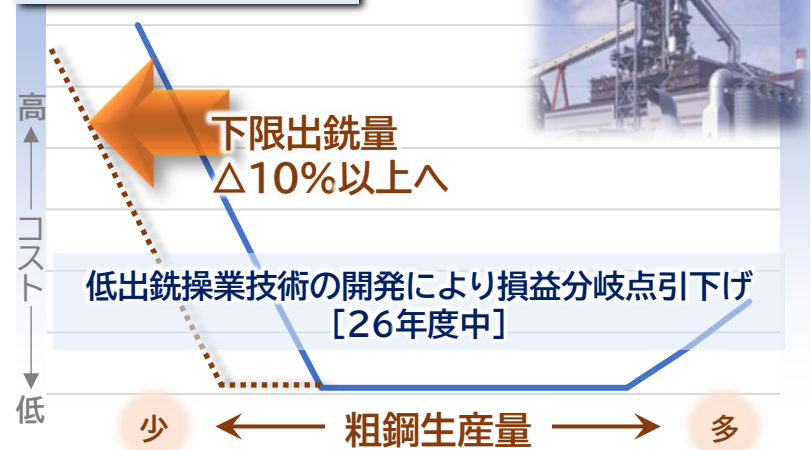 高
コスト
低
下限出銑量
△10%以上へ
低出銑操業技術の開発により損益分岐点引下げ
[26年度中]
少
粗鋼生産量
多